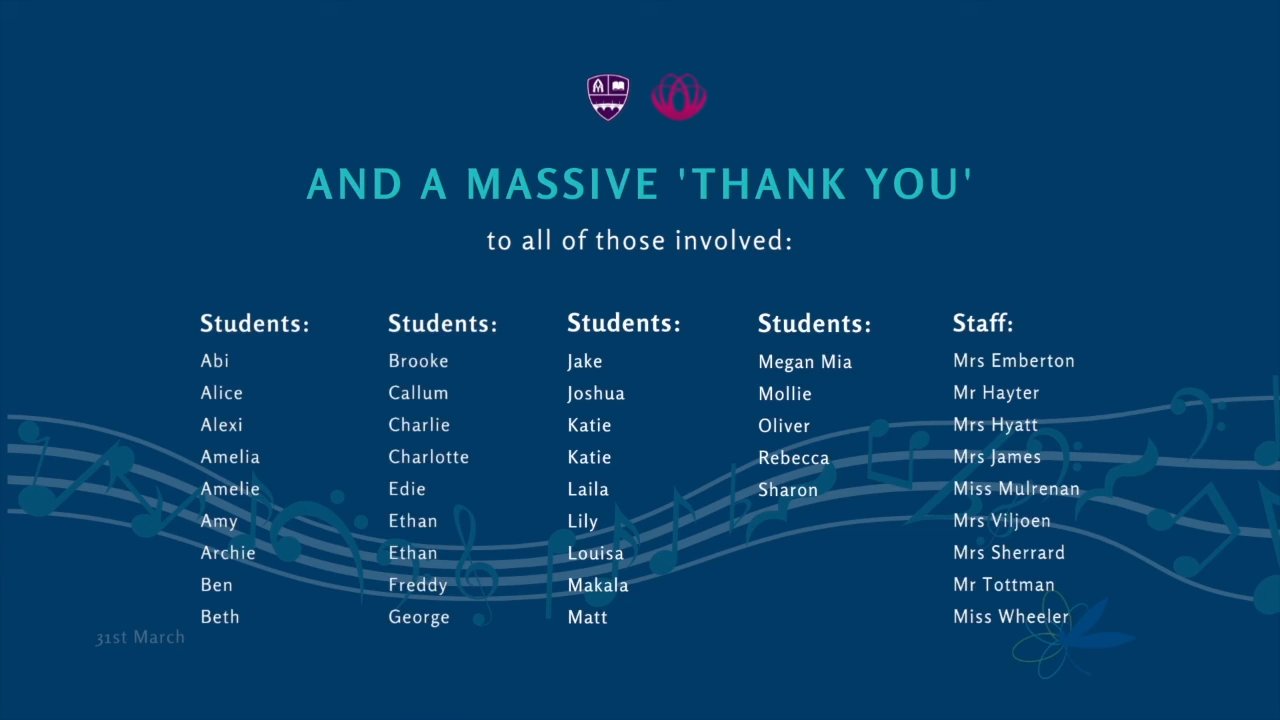 AND A MASSIVE 'THANK YOU'
to all of those involved:
Students:
Abi
Alice
Alexi
Amelia
Amelie
Amy
Archie
Ben
Beth
Students:
Brooke
Callum
Charlie
Charlotte
Edie
Ethan
Ethan
Freddy
George
Students:
Jake
Joshua
Katie
Katie
Laila
Lily
Louisa
Makala
Matt
Students:
Megan Mia
Mollie
Oliver
Rebecca
Sharon
Staff:
Mrs Emberton
Mr Hayter
Mrs Hyatt
Mrs James
Miss Mulrenan
Mrs Viljoen
Mrs Sherrard
Mr Tottman
Miss Wheeler
31st March